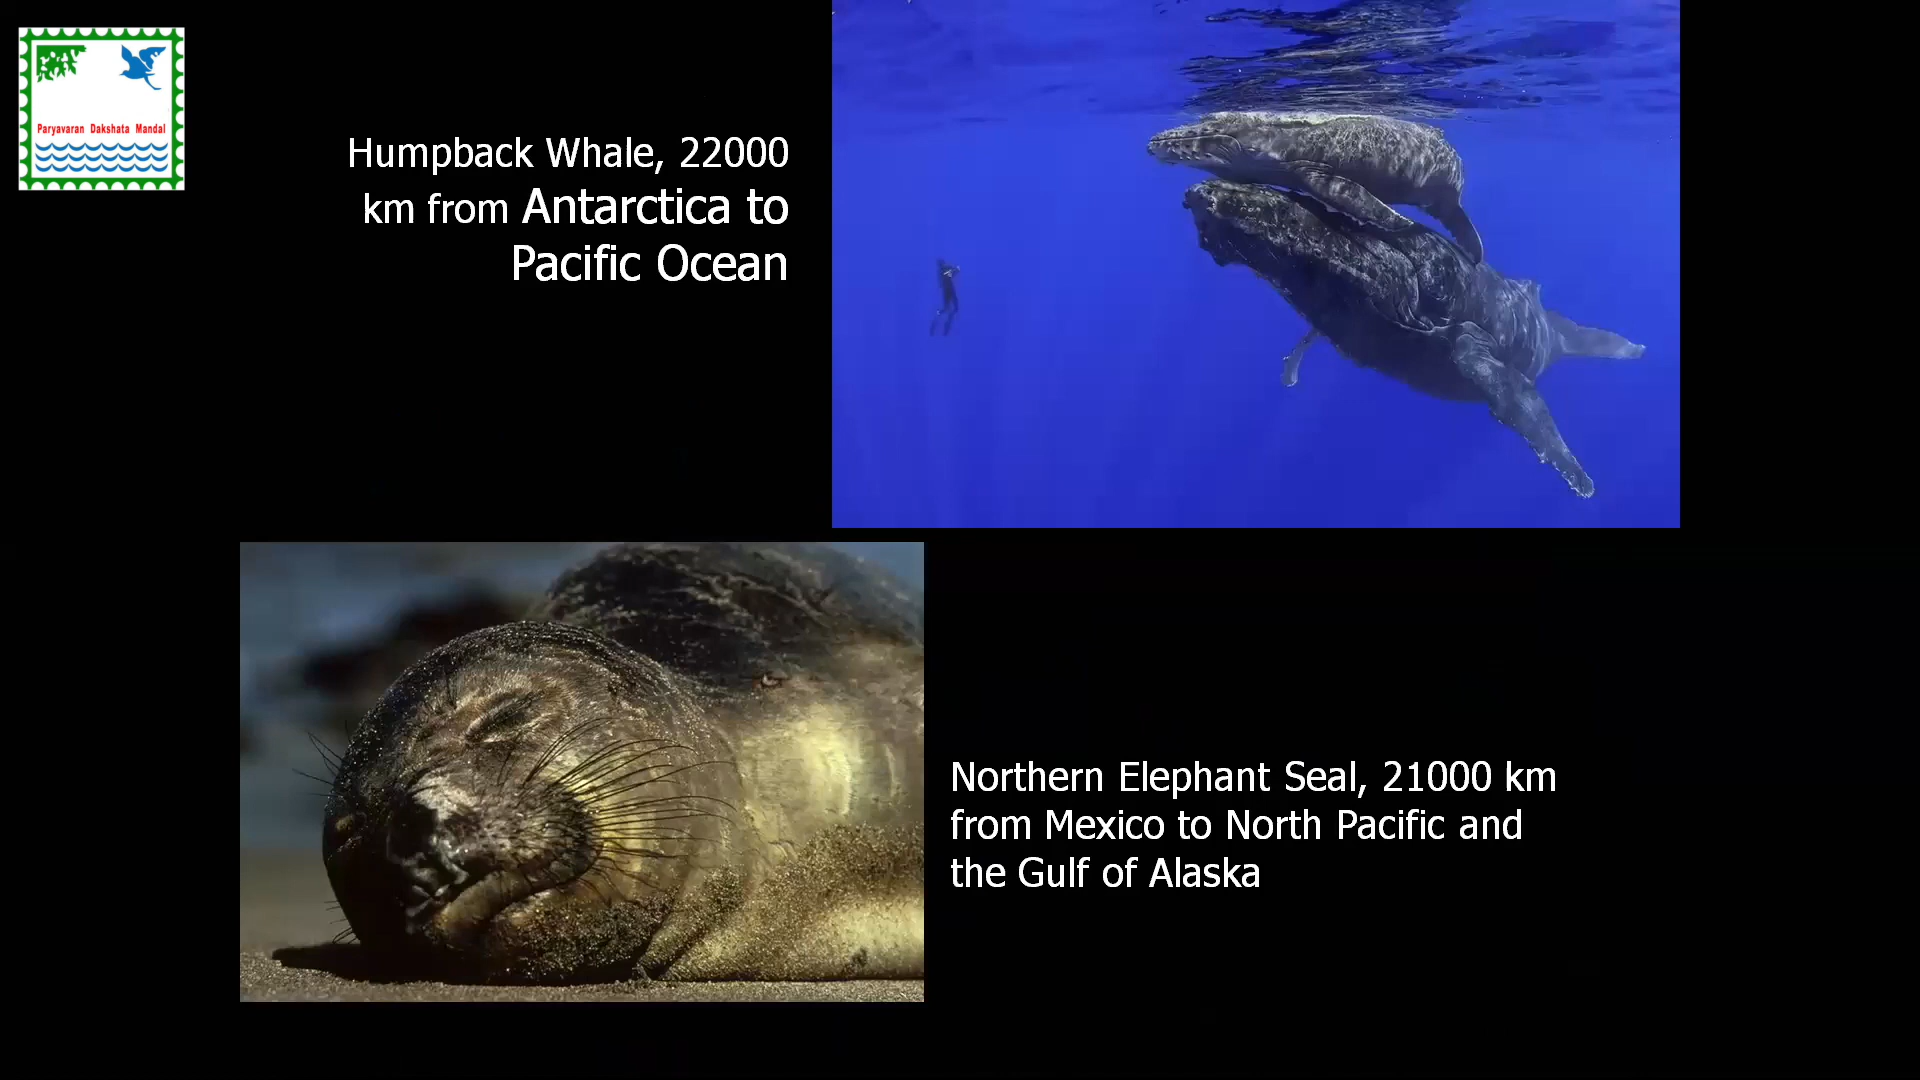 Paryavaran Dakshata Mandal
Humpback Whale, 22000
km from Antarctica to
Pacific Ocean
Northern Elephant Seal, 21000 km
from Mexico to North Pacific and
the Gulf of Alaska